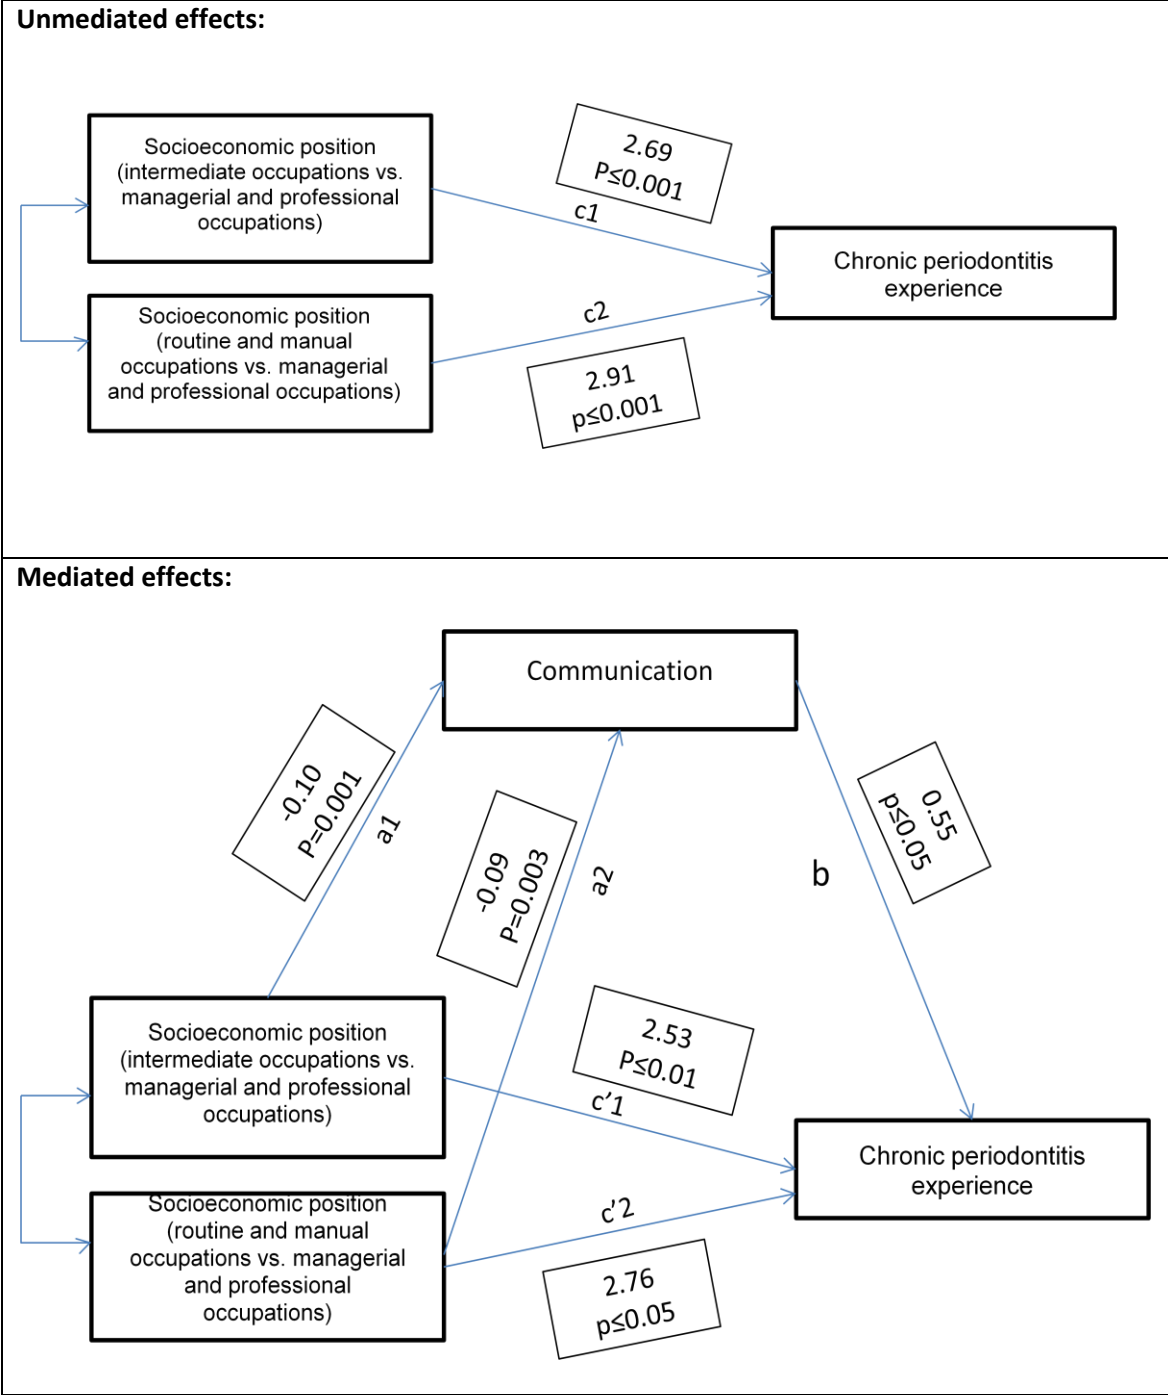 Unmediated effects:
Socioeconomic position
(intermediate occupations vs.
managerial and professional
occupations)
2.69
P≤0.001
c1
Chronic periodontitis
experience
Socioeconomic position
(routine and manual
occupations vs. managerial
and professional occupations)
c2
2.91
p≤0.001
Mediated effects:
Communication
-0.10
P=0.001
a1
-0.09
P=0.003
a2
0.55
p≤0.05
b
Socioeconomic position
(intermediate occupations vs.
managerial and professional
occupations)
2.53
P≤0.01
c'1
Chronic periodontitis
experience
Socioeconomic position
(routine and manual
occupations vs. managerial
and professional
occupations)
c'2
2.76
p≤0.05